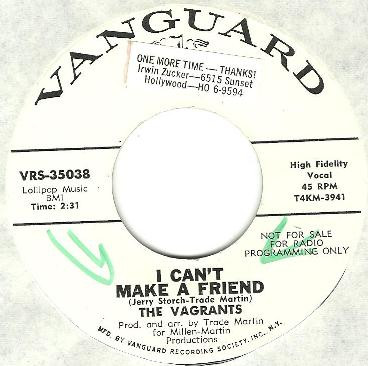 VANGUARD
ONE MORE TIME --- THANKS!
Irwin Zucker--6515 Sunset
Hollywood--HO 6-9594
VRS-35038
Lollipop Music
BMI
Time: 2:31
High Fidelity
Vocal
45 RPM
T4KM-3941
NOT FOR SALE
FOR RADIO
PROGRAMMING ONLY
I CAN'T
MAKE A FRIEND
(Jerry Storch-Trade Martin)
THE VAGRANTS
Prod. and arr. by Trade Martin
for Millen-Martin
Productions
MFG. BY VANGUARD RECORDING SOCIETY, INC., N.Y.